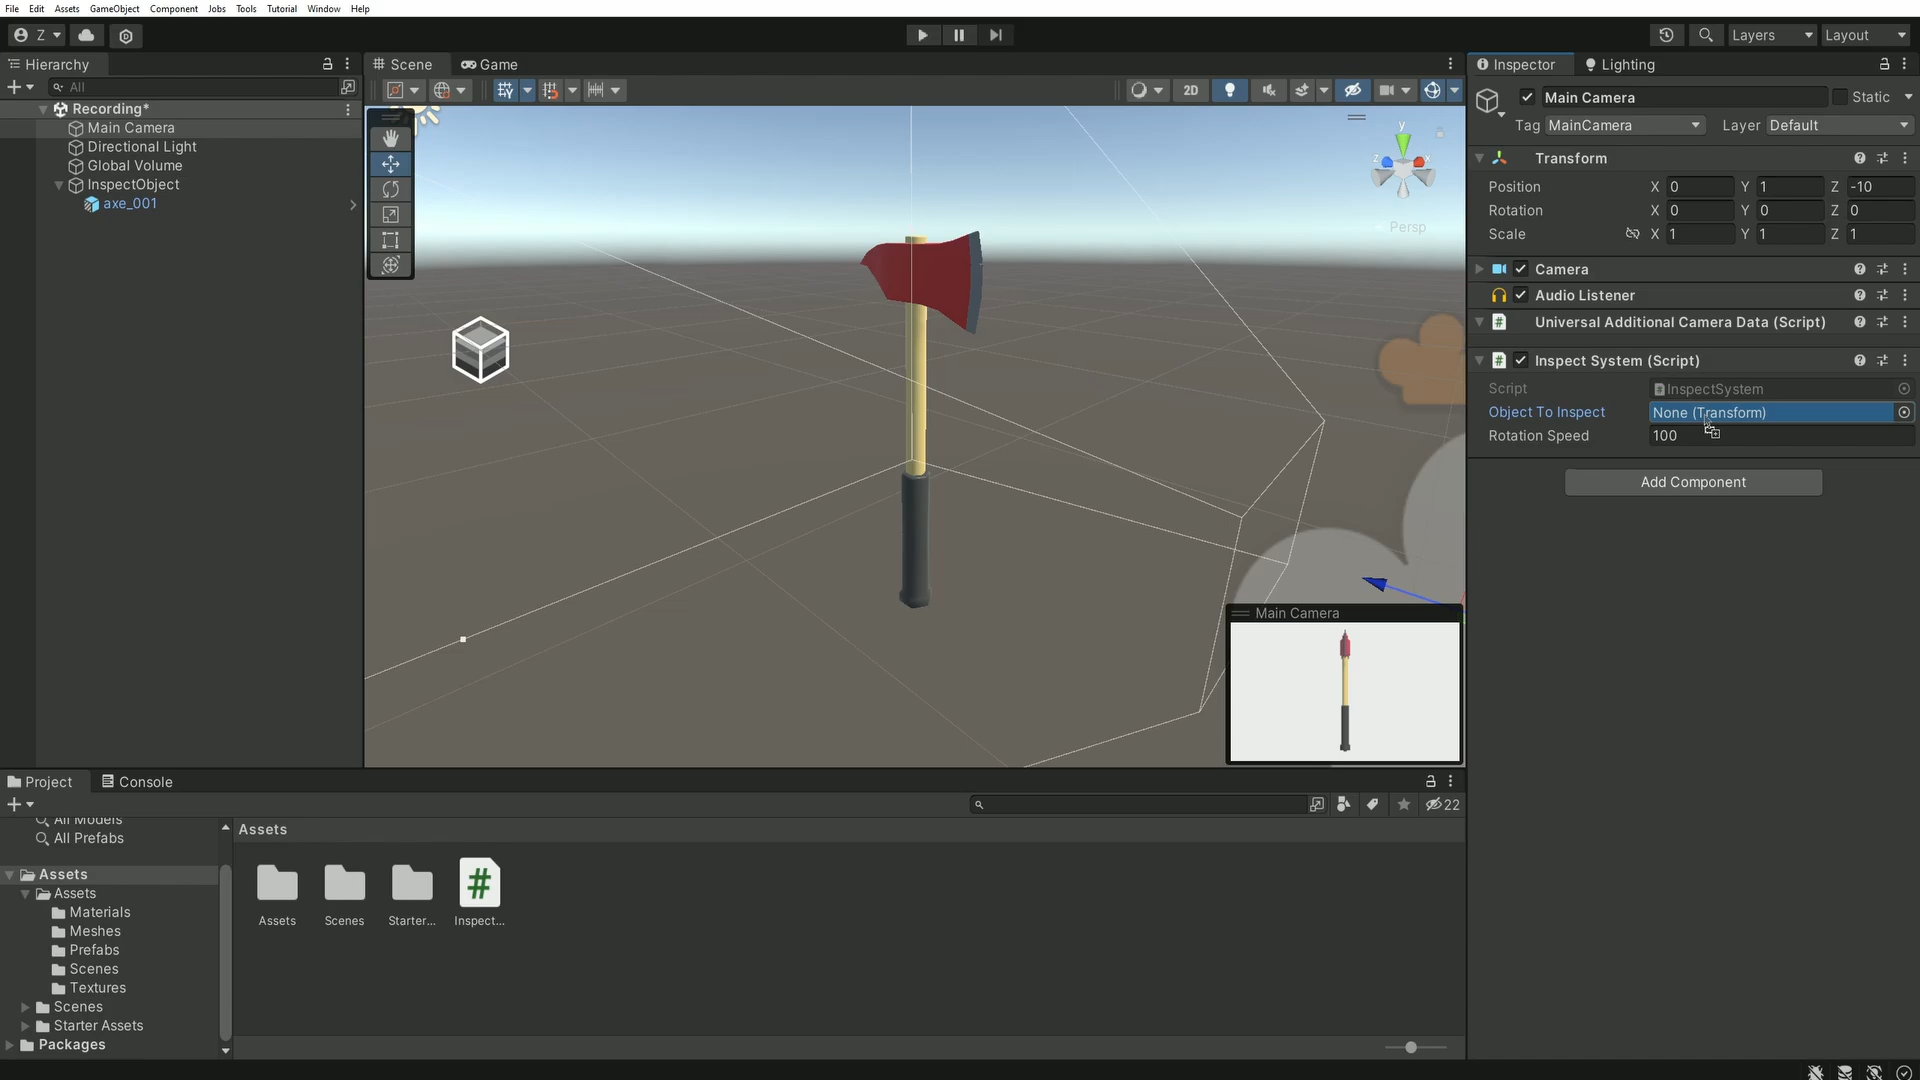 File Edit Assets GameObject Component Jobs Tools Tutorial Window Help
Z Layers Layout
Hierarchy
All
Recording*
Main Camera
Directional Light
Global Volume
InspectObject
axe_001
Scene Game
2D
y
z x
Persp
Main Camera
Inspector Lighting
Main Camera Static
Tag MainCamera Layer Default
Transform
Position X 0 Y 1 Z -10
Rotation X 0 Y 0 Z 0
Scale X 1 Y 1 Z 1
Camera
Audio Listener
# Universal Additional Camera Data (Script)
# Inspect System (Script)
Script InspectSystem
Object To Inspect None (Transform)
Rotation Speed 100
Add Component
Project Console
22
All Models
All Prefabs
Assets
Assets
Materials
Meshes
Prefabs
Scenes
Textures
Scenes
Starter Assets
Packages
Assets
#
Assets Scenes Starter... Inspect...